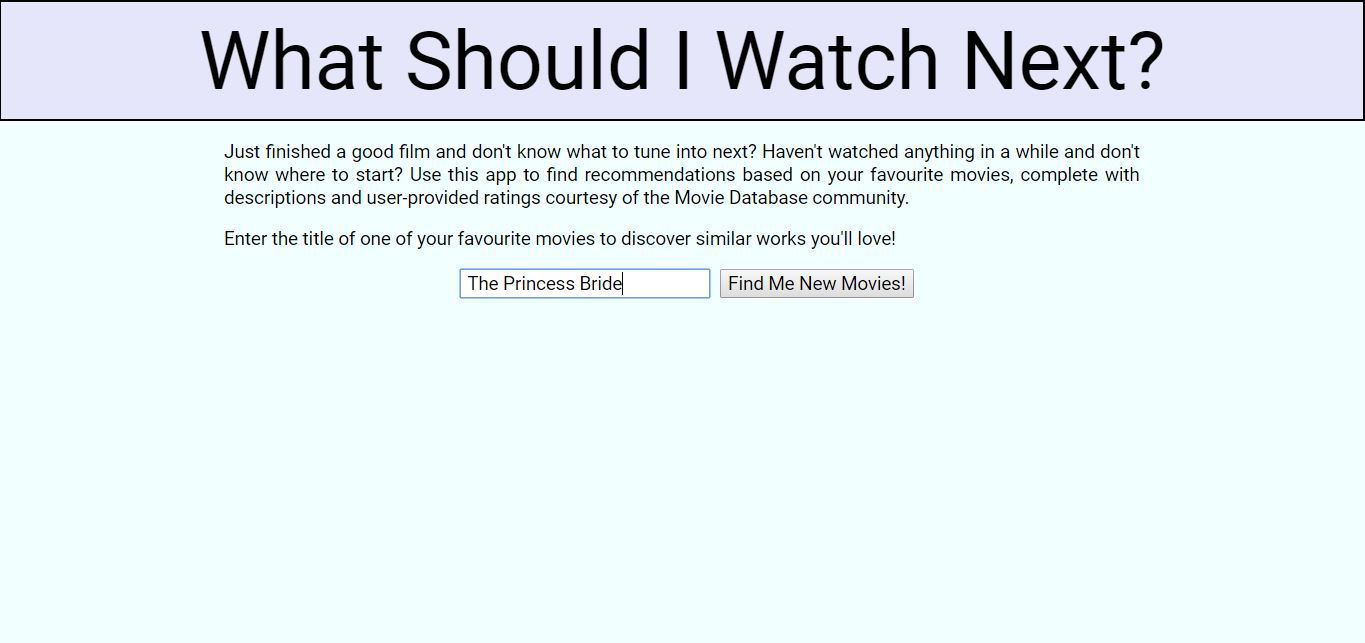 What Should I Watch Next?
Just finished a good film and don't know what to tune into next? Haven't watched anything in a while and don't
know where to start? Use this app to find recommendations based on your favourite movies, complete with
descriptions and user-provided ratings courtesy of the Movie Database community.
Enter the title of one of your favourite movies to discover similar works you'll love!
The Princess Bride Find Me New Movies!